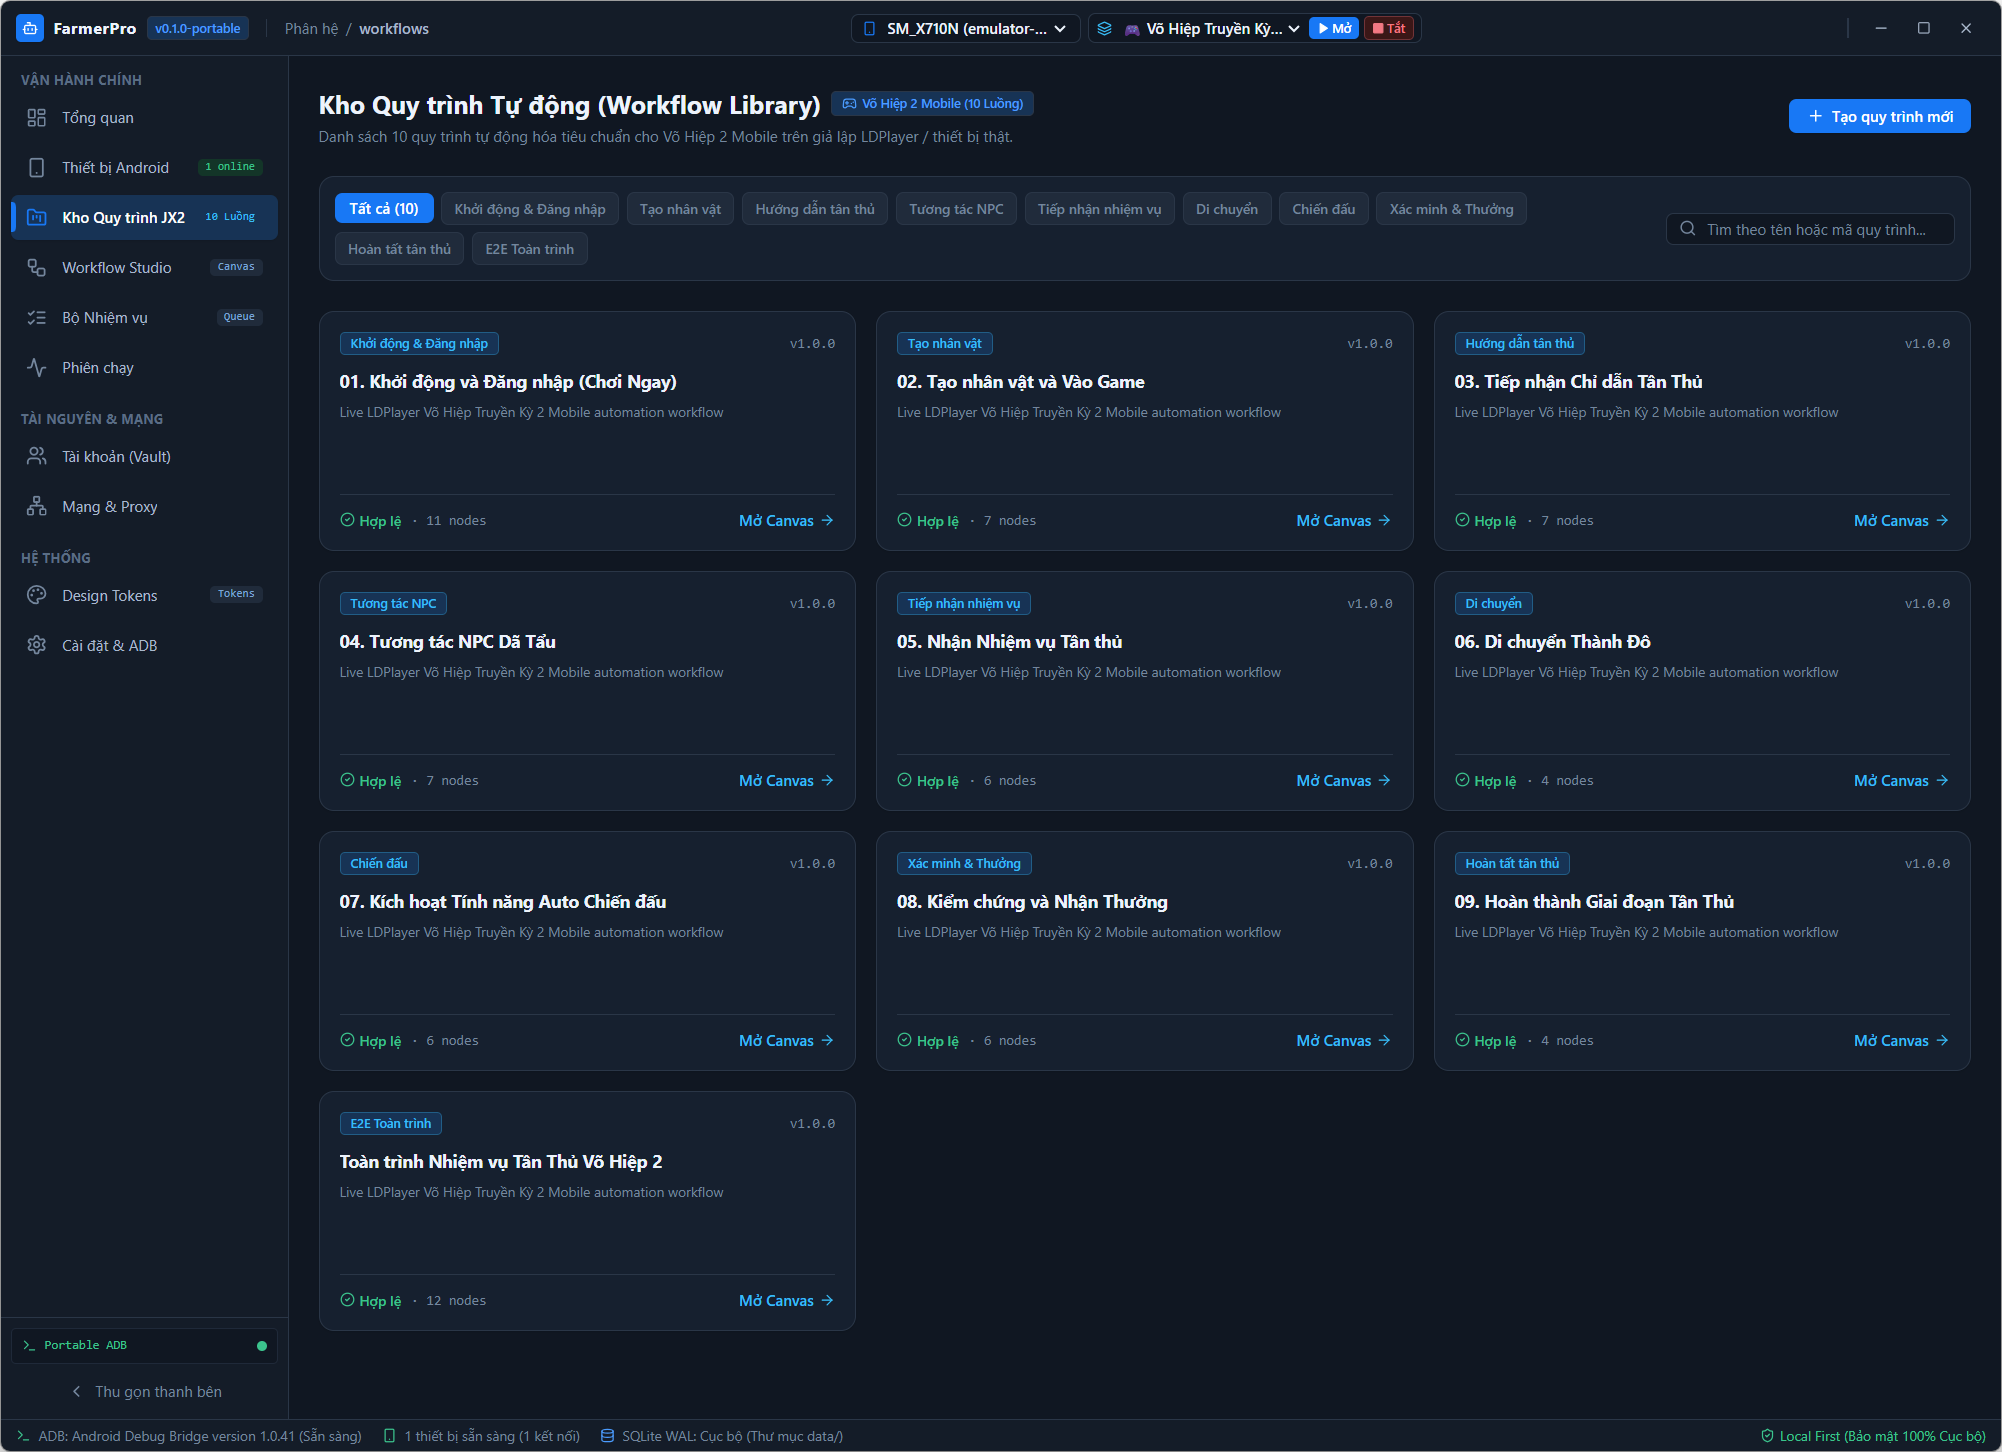 FarmerPro v0.1.0-portable Phân hệ / workflows SM_X710N (emulator-... Võ Hiệp Truyền Kỳ... Mở Tắt
VẬN HÀNH CHÍNH
Tổng quan
Thiết bị Android 1 online
Kho Quy trình JX2 10 Luồng
Workflow Studio Canvas
Bộ Nhiệm vụ Queue
Phiên chạy
TÀI NGUYÊN & MẠNG
Tài khoản (Vault)
Mạng & Proxy
HỆ THỐNG
Design Tokens Tokens
Cài đặt & ADB
Portable ADB
Thu gọn thanh bên
Kho Quy trình Tự động (Workflow Library) Võ Hiệp 2 Mobile (10 Luồng)
Danh sách 10 quy trình tự động hóa tiêu chuẩn cho Võ Hiệp 2 Mobile trên giả lập LDPlayer / thiết bị thật.
Tạo quy trình mới
Tất cả (10) Khởi động & Đăng nhập Tạo nhân vật Hướng dẫn tân thủ Tương tác NPC Tiếp nhận nhiệm vụ Di chuyển Chiến đấu Xác minh & Thưởng
Hoàn tất tân thủ E2E Toàn trình
Tìm theo tên hoặc mã quy trình...
Khởi động & Đăng nhập v1.0.0
01. Khởi động và Đăng nhập (Chơi Ngay)
Live LDPlayer Võ Hiệp Truyền Kỳ 2 Mobile automation workflow
Hợp lệ · 11 nodes Mở Canvas
Tạo nhân vật v1.0.0
02. Tạo nhân vật và Vào Game
Live LDPlayer Võ Hiệp Truyền Kỳ 2 Mobile automation workflow
Hợp lệ · 7 nodes Mở Canvas
Hướng dẫn tân thủ v1.0.0
03. Tiếp nhận Chỉ dẫn Tân Thủ
Live LDPlayer Võ Hiệp Truyền Kỳ 2 Mobile automation workflow
Hợp lệ · 7 nodes Mở Canvas
Tương tác NPC v1.0.0
04. Tương tác NPC Dã Tẩu
Live LDPlayer Võ Hiệp Truyền Kỳ 2 Mobile automation workflow
Hợp lệ · 7 nodes Mở Canvas
Tiếp nhận nhiệm vụ v1.0.0
05. Nhận Nhiệm vụ Tân thủ
Live LDPlayer Võ Hiệp Truyền Kỳ 2 Mobile automation workflow
Hợp lệ · 6 nodes Mở Canvas
Di chuyển v1.0.0
06. Di chuyển Thành Đô
Live LDPlayer Võ Hiệp Truyền Kỳ 2 Mobile automation workflow
Hợp lệ · 4 nodes Mở Canvas
Chiến đấu v1.0.0
07. Kích hoạt Tính năng Auto Chiến đấu
Live LDPlayer Võ Hiệp Truyền Kỳ 2 Mobile automation workflow
Hợp lệ · 6 nodes Mở Canvas
Xác minh & Thưởng v1.0.0
08. Kiểm chứng và Nhận Thưởng
Live LDPlayer Võ Hiệp Truyền Kỳ 2 Mobile automation workflow
Hợp lệ · 6 nodes Mở Canvas
Hoàn tất tân thủ v1.0.0
09. Hoàn thành Giai đoạn Tân Thủ
Live LDPlayer Võ Hiệp Truyền Kỳ 2 Mobile automation workflow
Hợp lệ · 4 nodes Mở Canvas
E2E Toàn trình v1.0.0
Toàn trình Nhiệm vụ Tân Thủ Võ Hiệp 2
Live LDPlayer Võ Hiệp Truyền Kỳ 2 Mobile automation workflow
Hợp lệ · 12 nodes Mở Canvas
ADB: Android Debug Bridge version 1.0.41 (Sẵn sàng) 1 thiết bị sẵn sàng (1 kết nối) SQLite WAL: Cục bộ (Thư mục data/) Local First (Bảo mật 100% Cục bộ)